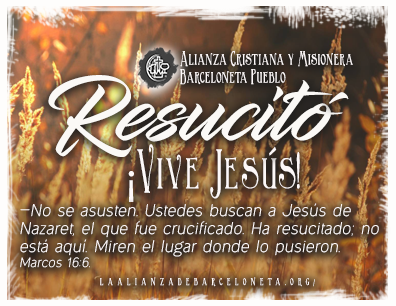 Alianza Cristiana y Misionera
Barceloneta Pueblo
Resucitó
¡Vive Jesús!
–No se asusten. Ustedes buscan a Jesús de
Nazaret, el que fue crucificado. Ha resucitado; no
está aquí. Miren el lugar donde lo pusieron.
Marcos 16:6.
laalianzadebarceloneta.org/